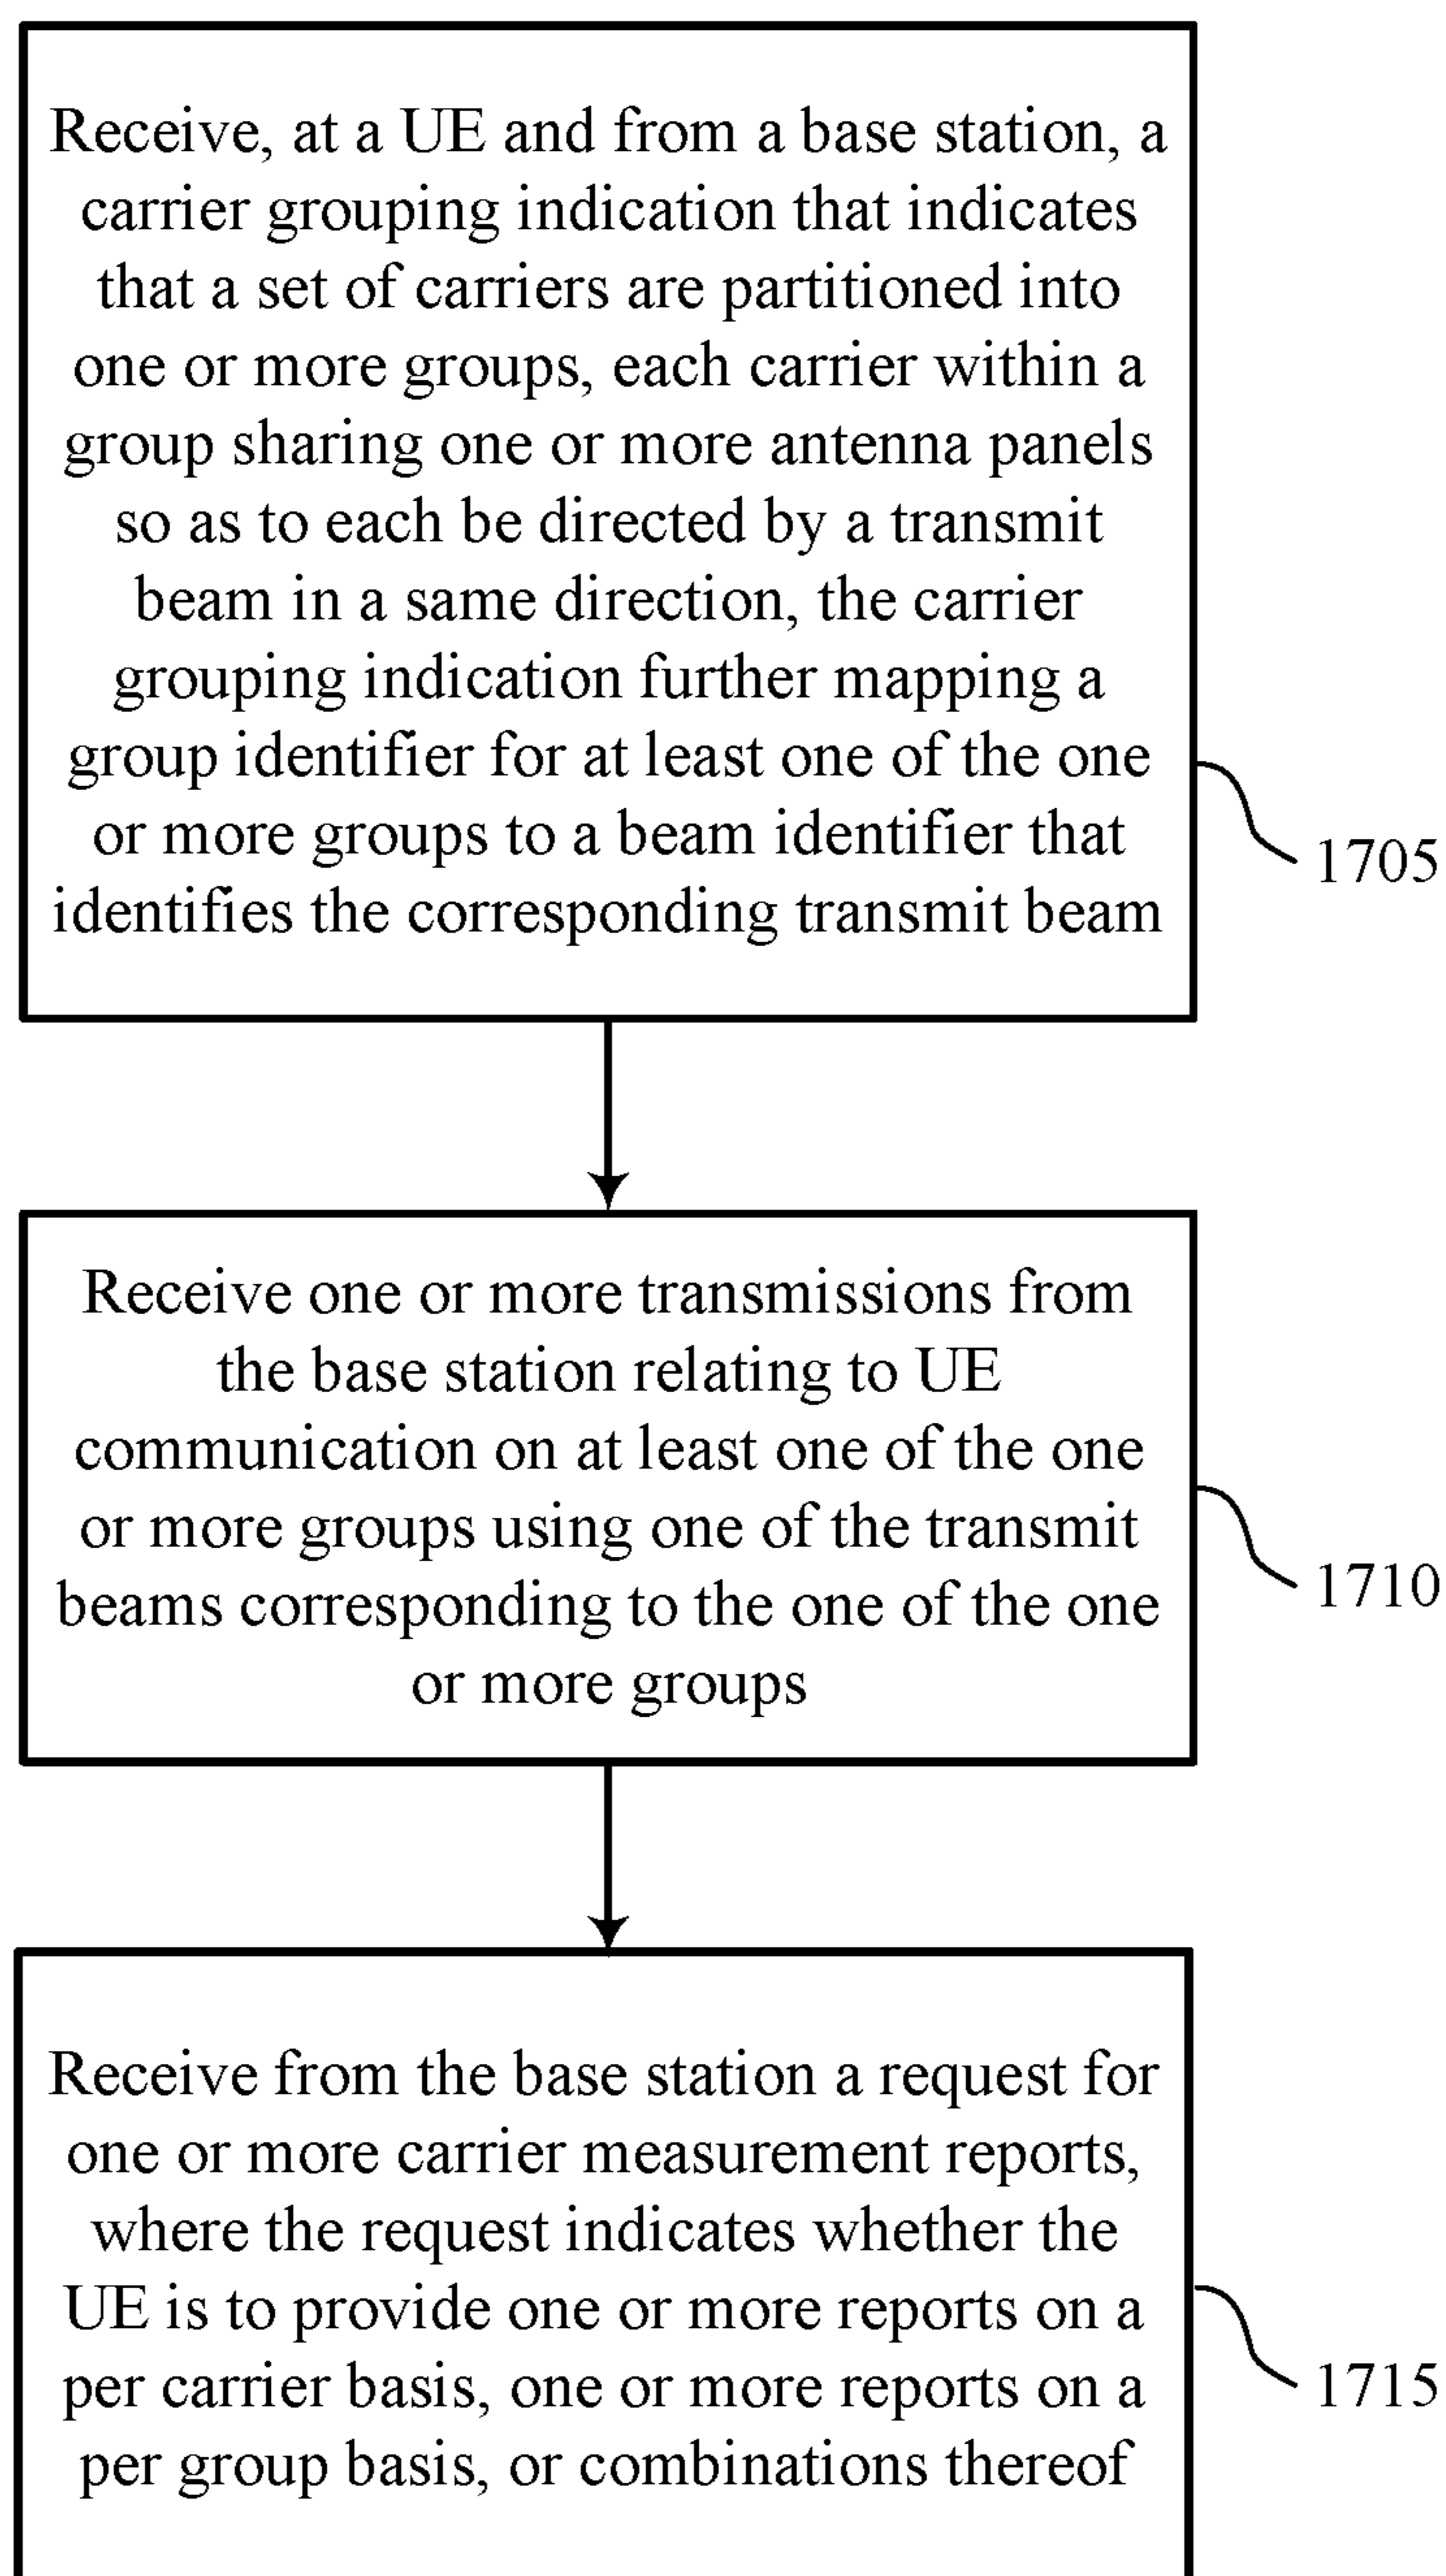 Receive, at a UE and from a base station, a
carrier grouping indication that indicates
that a set of carriers are partitioned into
one or more groups, each carrier within a
group sharing one or more antenna panels
so as to each be directed by a transmit
beam in a same direction, the carrier
grouping indication further mapping a
group identifier for at least one of the one
or more groups to a beam identifier that
identifies the corresponding transmit beam
1705
Receive one or more transmissions from
the base station relating to UE
communication on at least one of the one
or more groups using one of the transmit
beams corresponding to the one of the one
or more groups
1710
Receive from the base station a request for
one or more carrier measurement reports,
where the request indicates whether the
UE is to provide one or more reports on a
per carrier basis, one or more reports on a
per group basis, or combinations thereof
1715